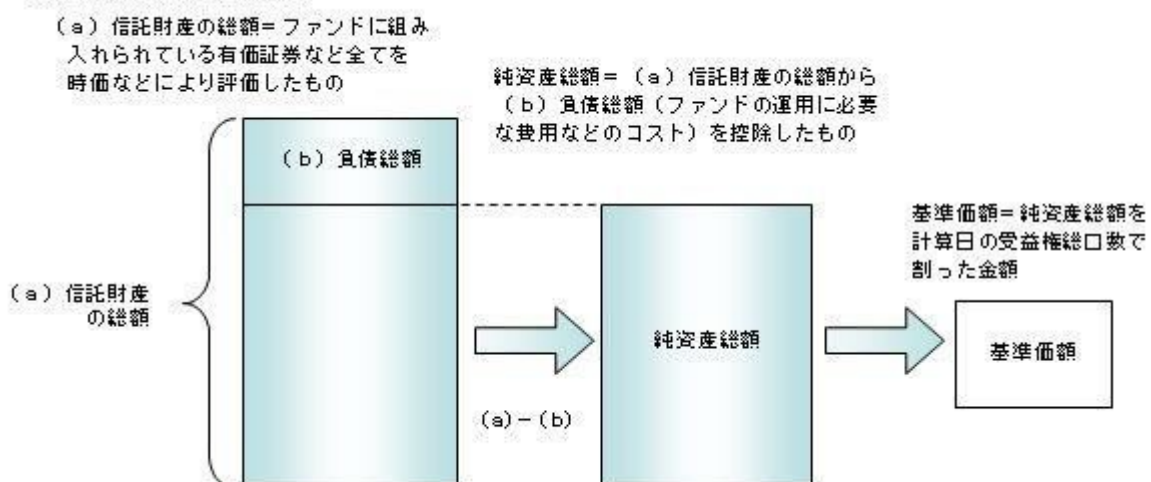 (a)信託財産の総額=ファンドに組み
入れられている有価証券など全てを
時価などにより評価したもの
純資産総額=(a)信託財産の総額から
(b)負債総額(ファンドの運用に必要
な費用などのコスト)を控除したもの
(b)負債総額
基準価額=純資産総額を
計算日の受益権総口数で
割った金額
(a)信託財産
の総額
純資産総額
基準価額
(a)-(b)